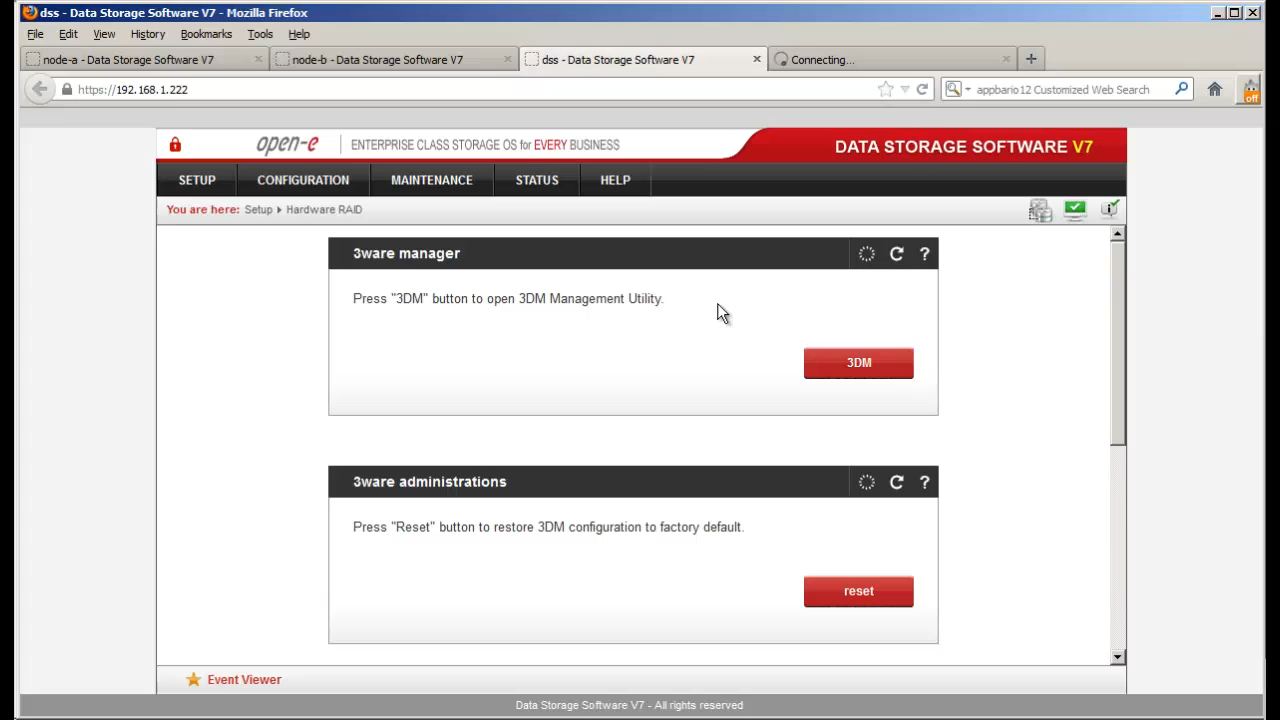 dss - Data Storage Software V7 - Mozilla Firefox
File Edit View History Bookmarks Tools Help
node-a - Data Storage Software V7 node-b - Data Storage Software V7 dss - Data Storage Software V7 Connecting...
https://192.168.1.222 appbario12 Customized Web Search
off
open-e ENTERPRISE CLASS STORAGE OS for EVERY BUSINESS DATA STORAGE SOFTWARE V7
SETUP CONFIGURATION MAINTENANCE STATUS HELP
You are here: Setup Hardware RAID
3ware manager
Press "3DM" button to open 3DM Management Utility.
3DM
3ware administrations
Press "Reset" button to restore 3DM configuration to factory default.
reset
Event Viewer
Data Storage Software V7 - All rights reserved